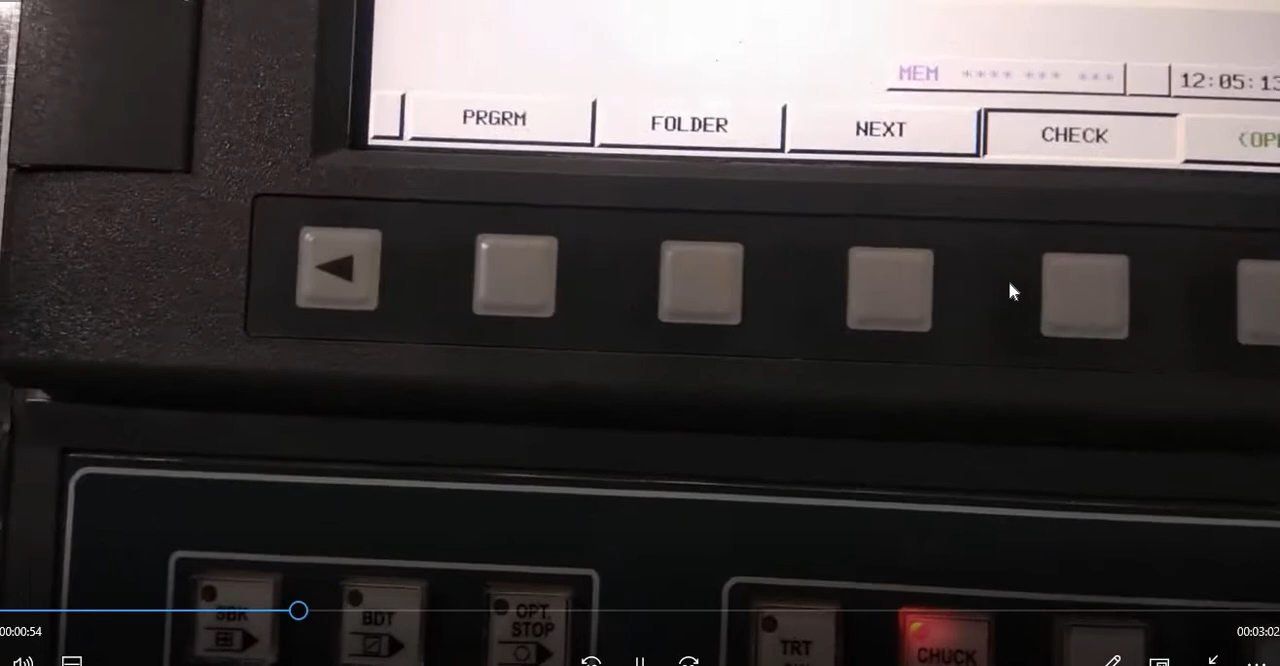 MEM **** *** ***
12:05:13
PRGRM
FOLDER
NEXT
CHECK
SBK
BDT
OPT.
STOP
TRT
CHUCK
00:00:54
00:03:02